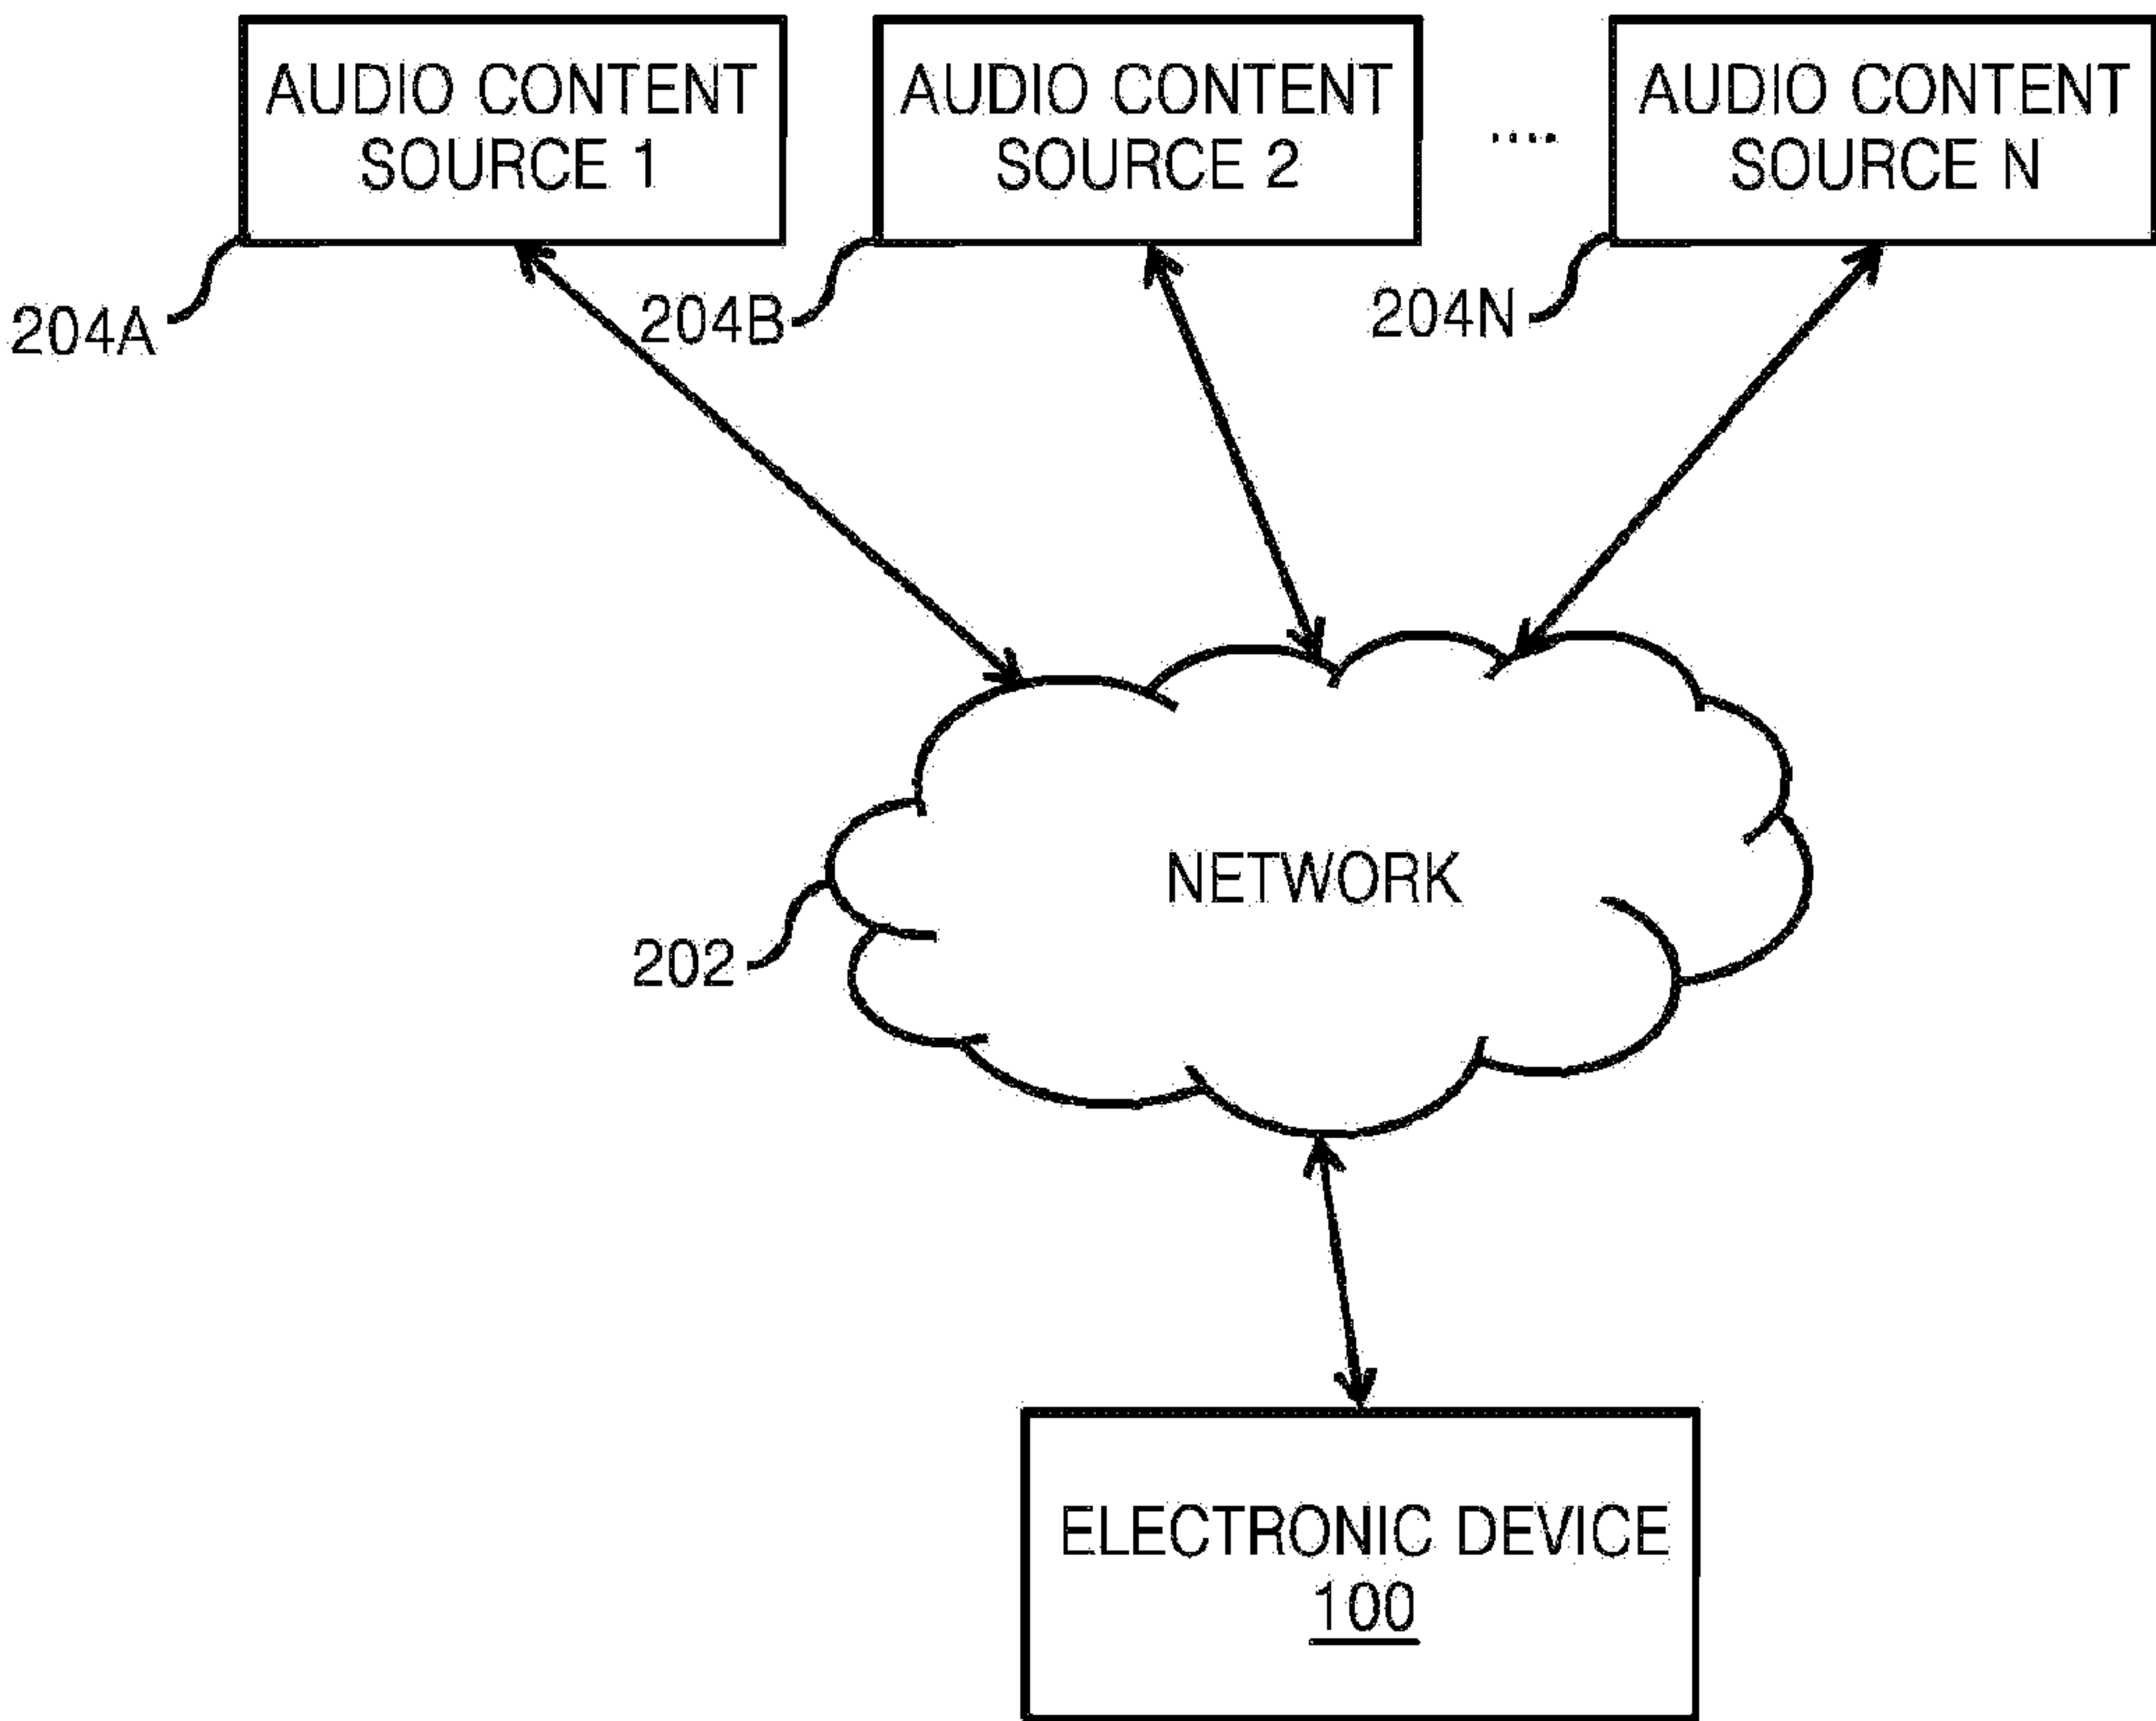 AUDIO CONTENT
SOURCE 1
AUDIO CONTENT
SOURCE 2
....
AUDIO CONTENT
SOURCE N
204A
204B
204N
NETWORK
202
ELECTRONIC DEVICE
100